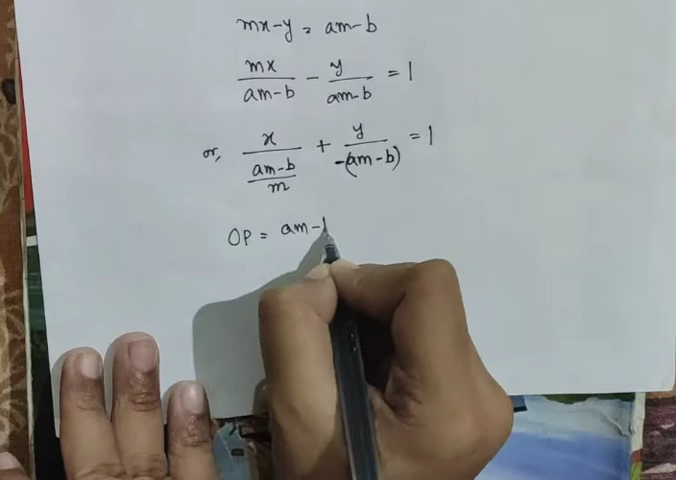 mx-y = am-b
mx/(am-b) - y/(am-b) = 1
or, x/((am-b)/m) + y/(-(am-b)) = 1
OP = am-